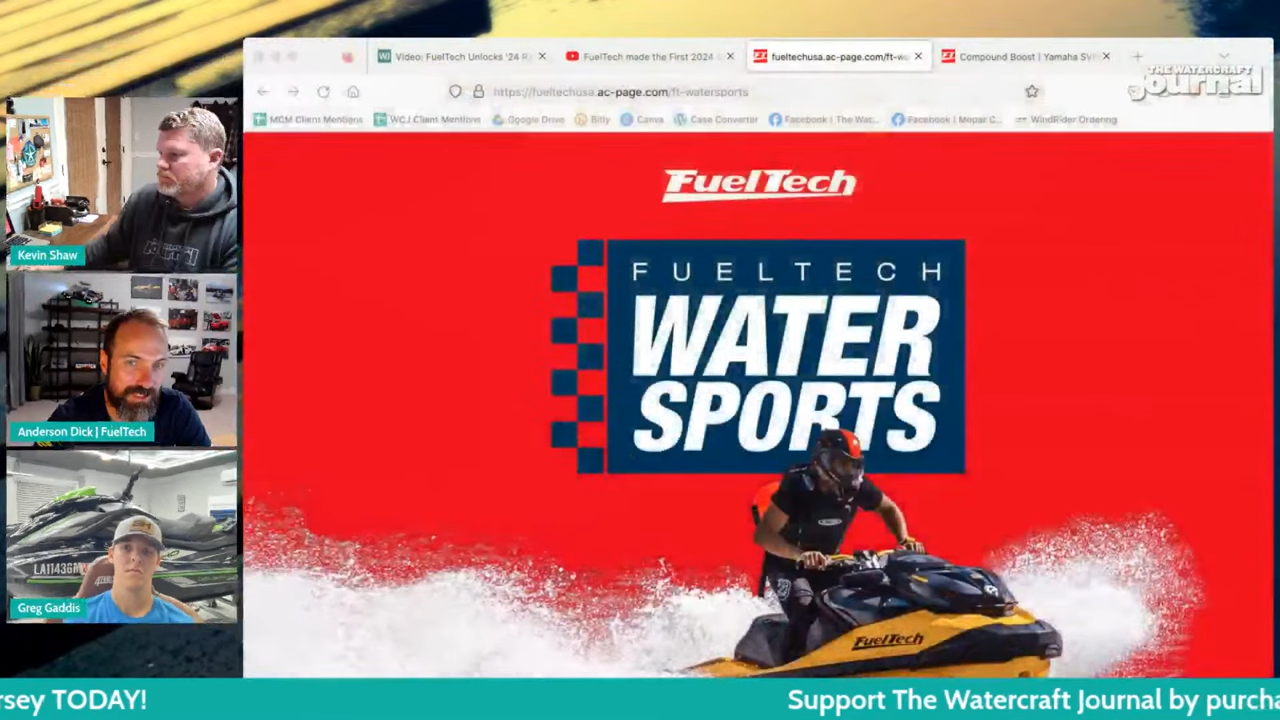 Video: FuelTech Unlocks '24 R
FuelTech made the First 2024
fueltechusa.ac-page.com/ft-wa
Compound Boost | Yamaha SV
THE WATERCRAFT
Journal
https://fueltechusa.ac-page.com/ft-watersports
MCM Client Mentions
WCJ Client Mentions
Google Drive
Bitly
Canva
Case Converter
Facebook | The Wat...
Facebook | Mopar C...
WindRider Ordering
FuelTech
FUELTECH
WATER
SPORTS
FuelTech
Kevin Shaw
Anderson Dick | FuelTech
LA1143GM
Greg Gaddis
rsey TODAY!
Support The Watercraft Journal by purcha